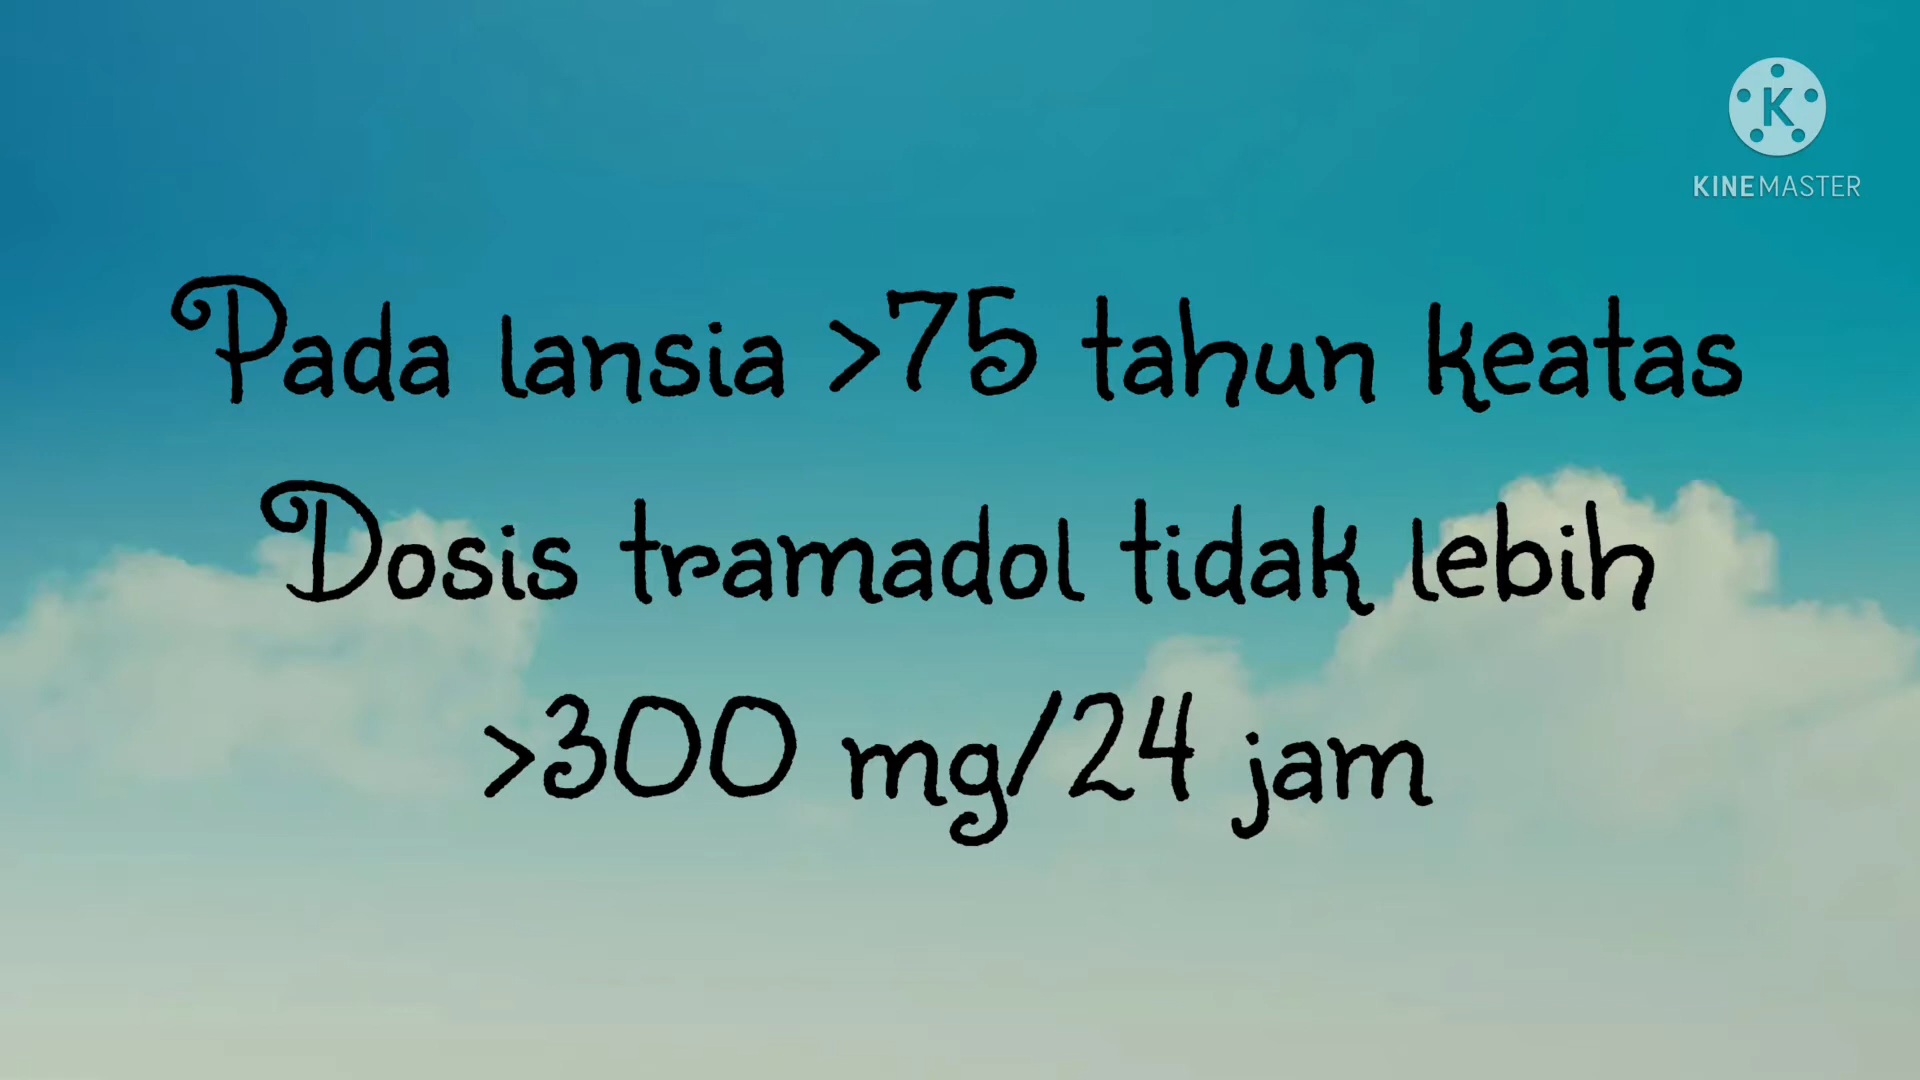 K
KINEMASTER
Pada lansia >75 tahun keatas
Dosis tramadol tidak lebih
>300 mg/24 jam